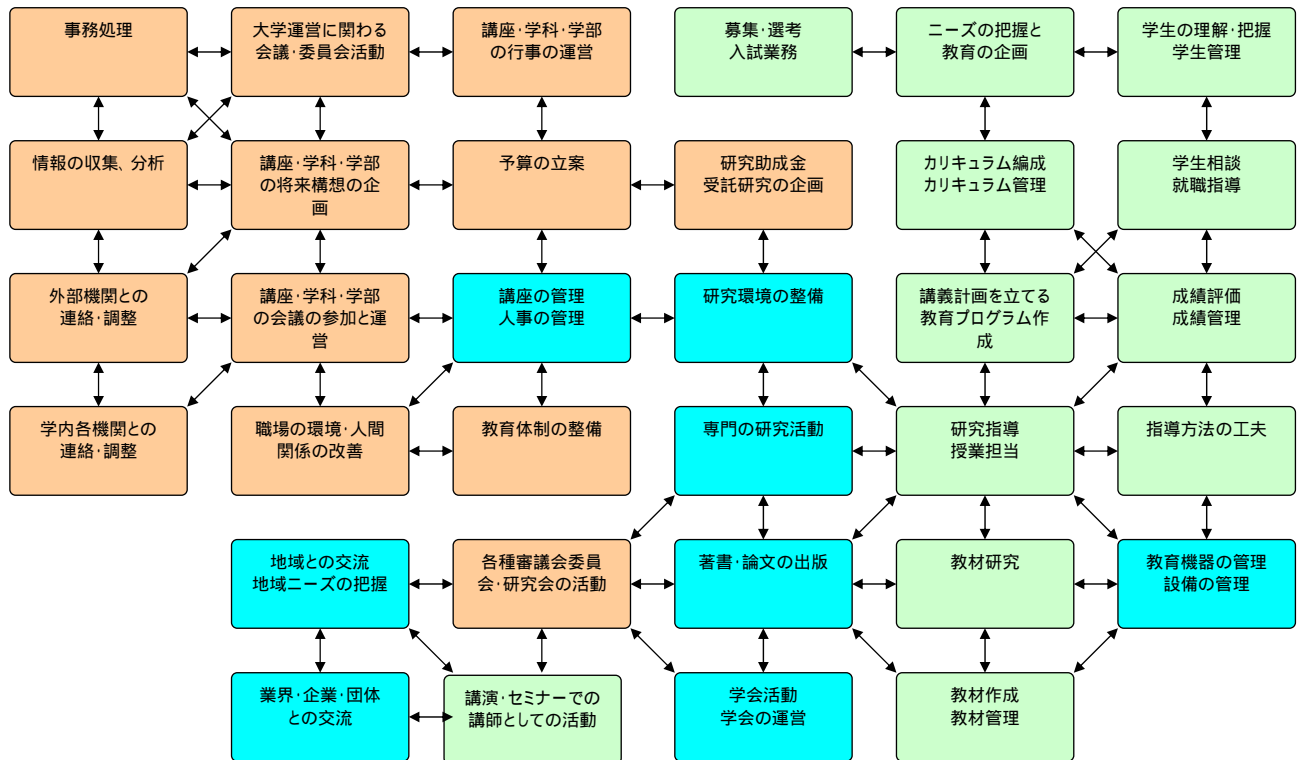 事務処理
大学運営に関わる
会議･委員会活動
講座･学科･学部
の行事の運営
募集･選考
入試業務
ニーズの把握と
教育の企画
学生の理解･把握
学生管理
情報の収集、分析
講座･学科･学部
の将来構想の企
画
予算の立案
研究助成金
受託研究の企画
カリキュラム編成
カリキュラム管理
学生相談
就職指導
外部機関との
連絡･調整
講座･学科･学部
の会議の参加と運
営
講座の管理
人事の管理
研究環境の整備
講義計画を立てる
教育プログラム作
成
成績評価
成績管理
学内各機関との
連絡･調整
職場の環境･人間
関係の改善
教育体制の整備
専門の研究活動
研究指導
授業担当
指導方法の工夫
地域との交流
地域ニーズの把握
各種審議会委員
会･研究会の活動
著書･論文の出版
教材研究
教育機器の管理
設備の管理
業界･企業･団体
との交流
講演･セミナーでの
講師としての活動
学会活動
学会の運営
教材作成
教材管理